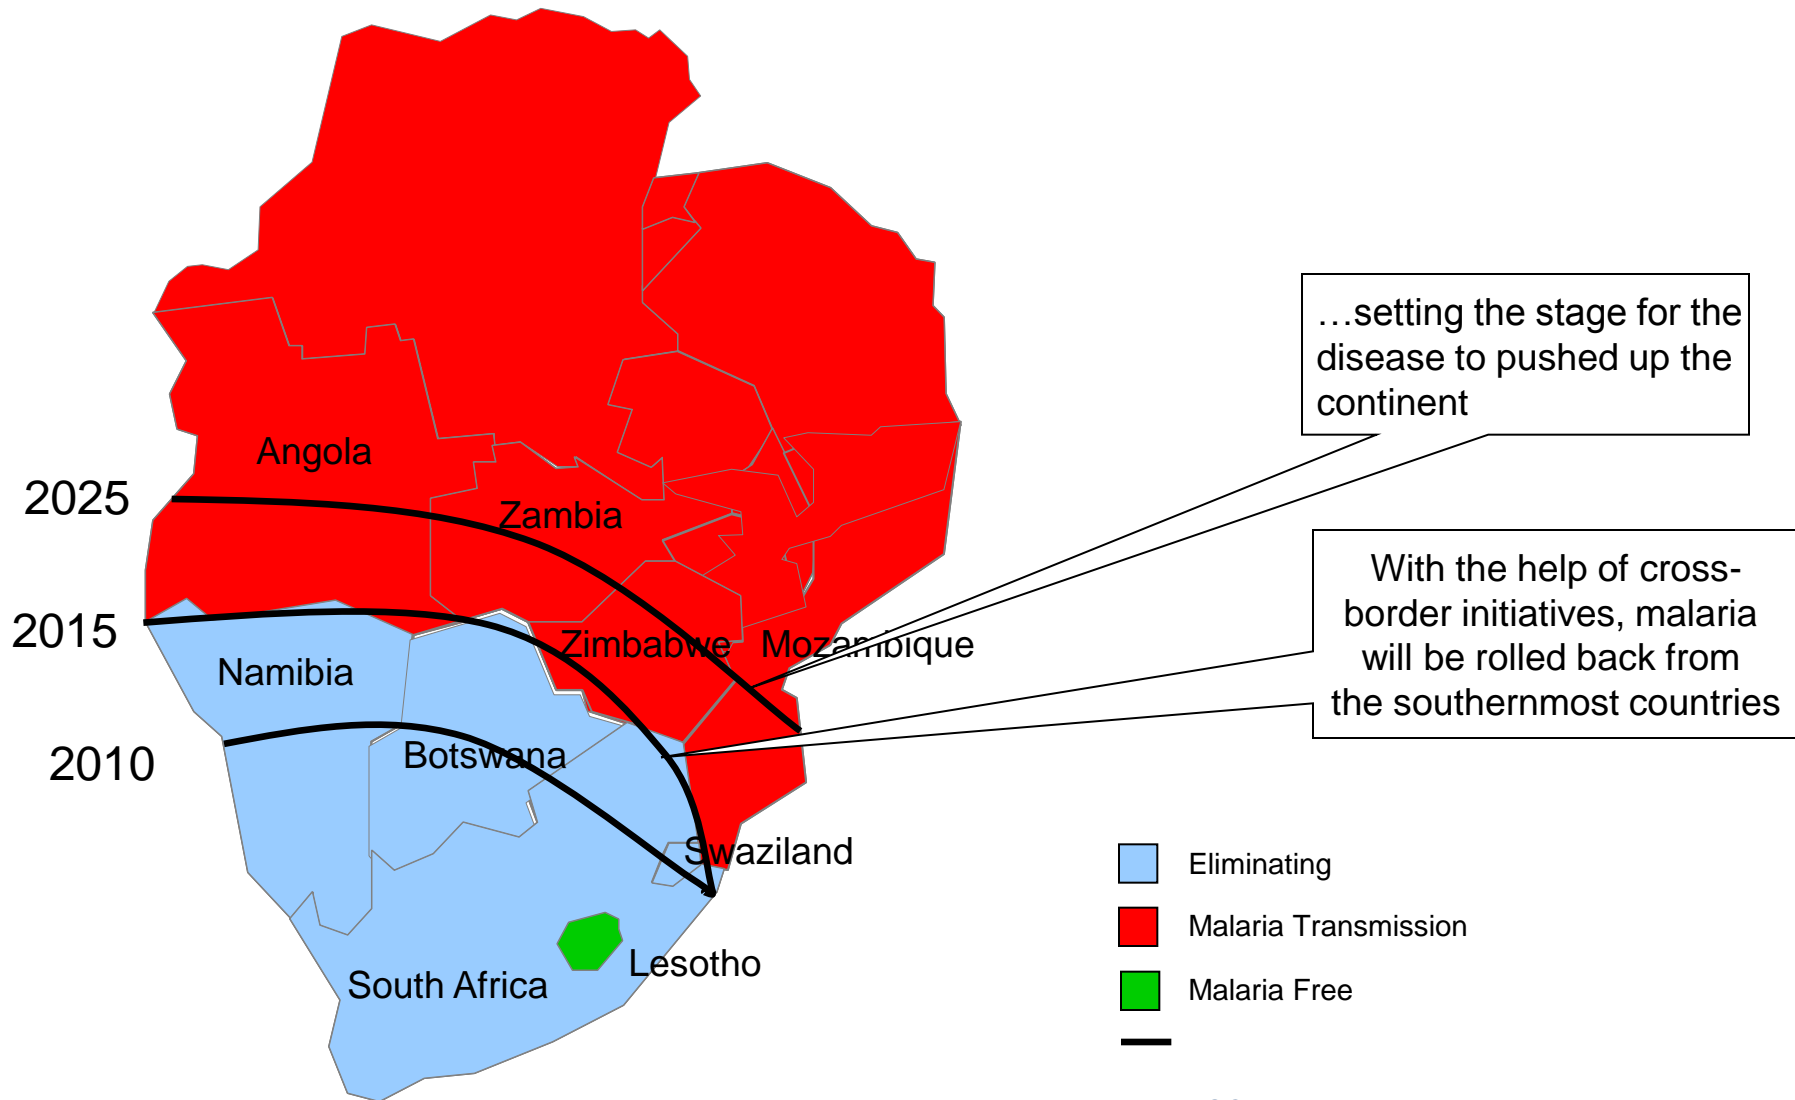 …setting the stage for the
disease to pushed up the
continent
Angola
2025
Zambia
With the help of cross-
border initiatives, malaria
will be rolled back from
the southernmost countries
2015
Zimbabwe
Mozambique
Namibia
2010
Botswana
Swaziland
Lesotho
South Africa
Eliminating
Malaria Transmission
Malaria Free